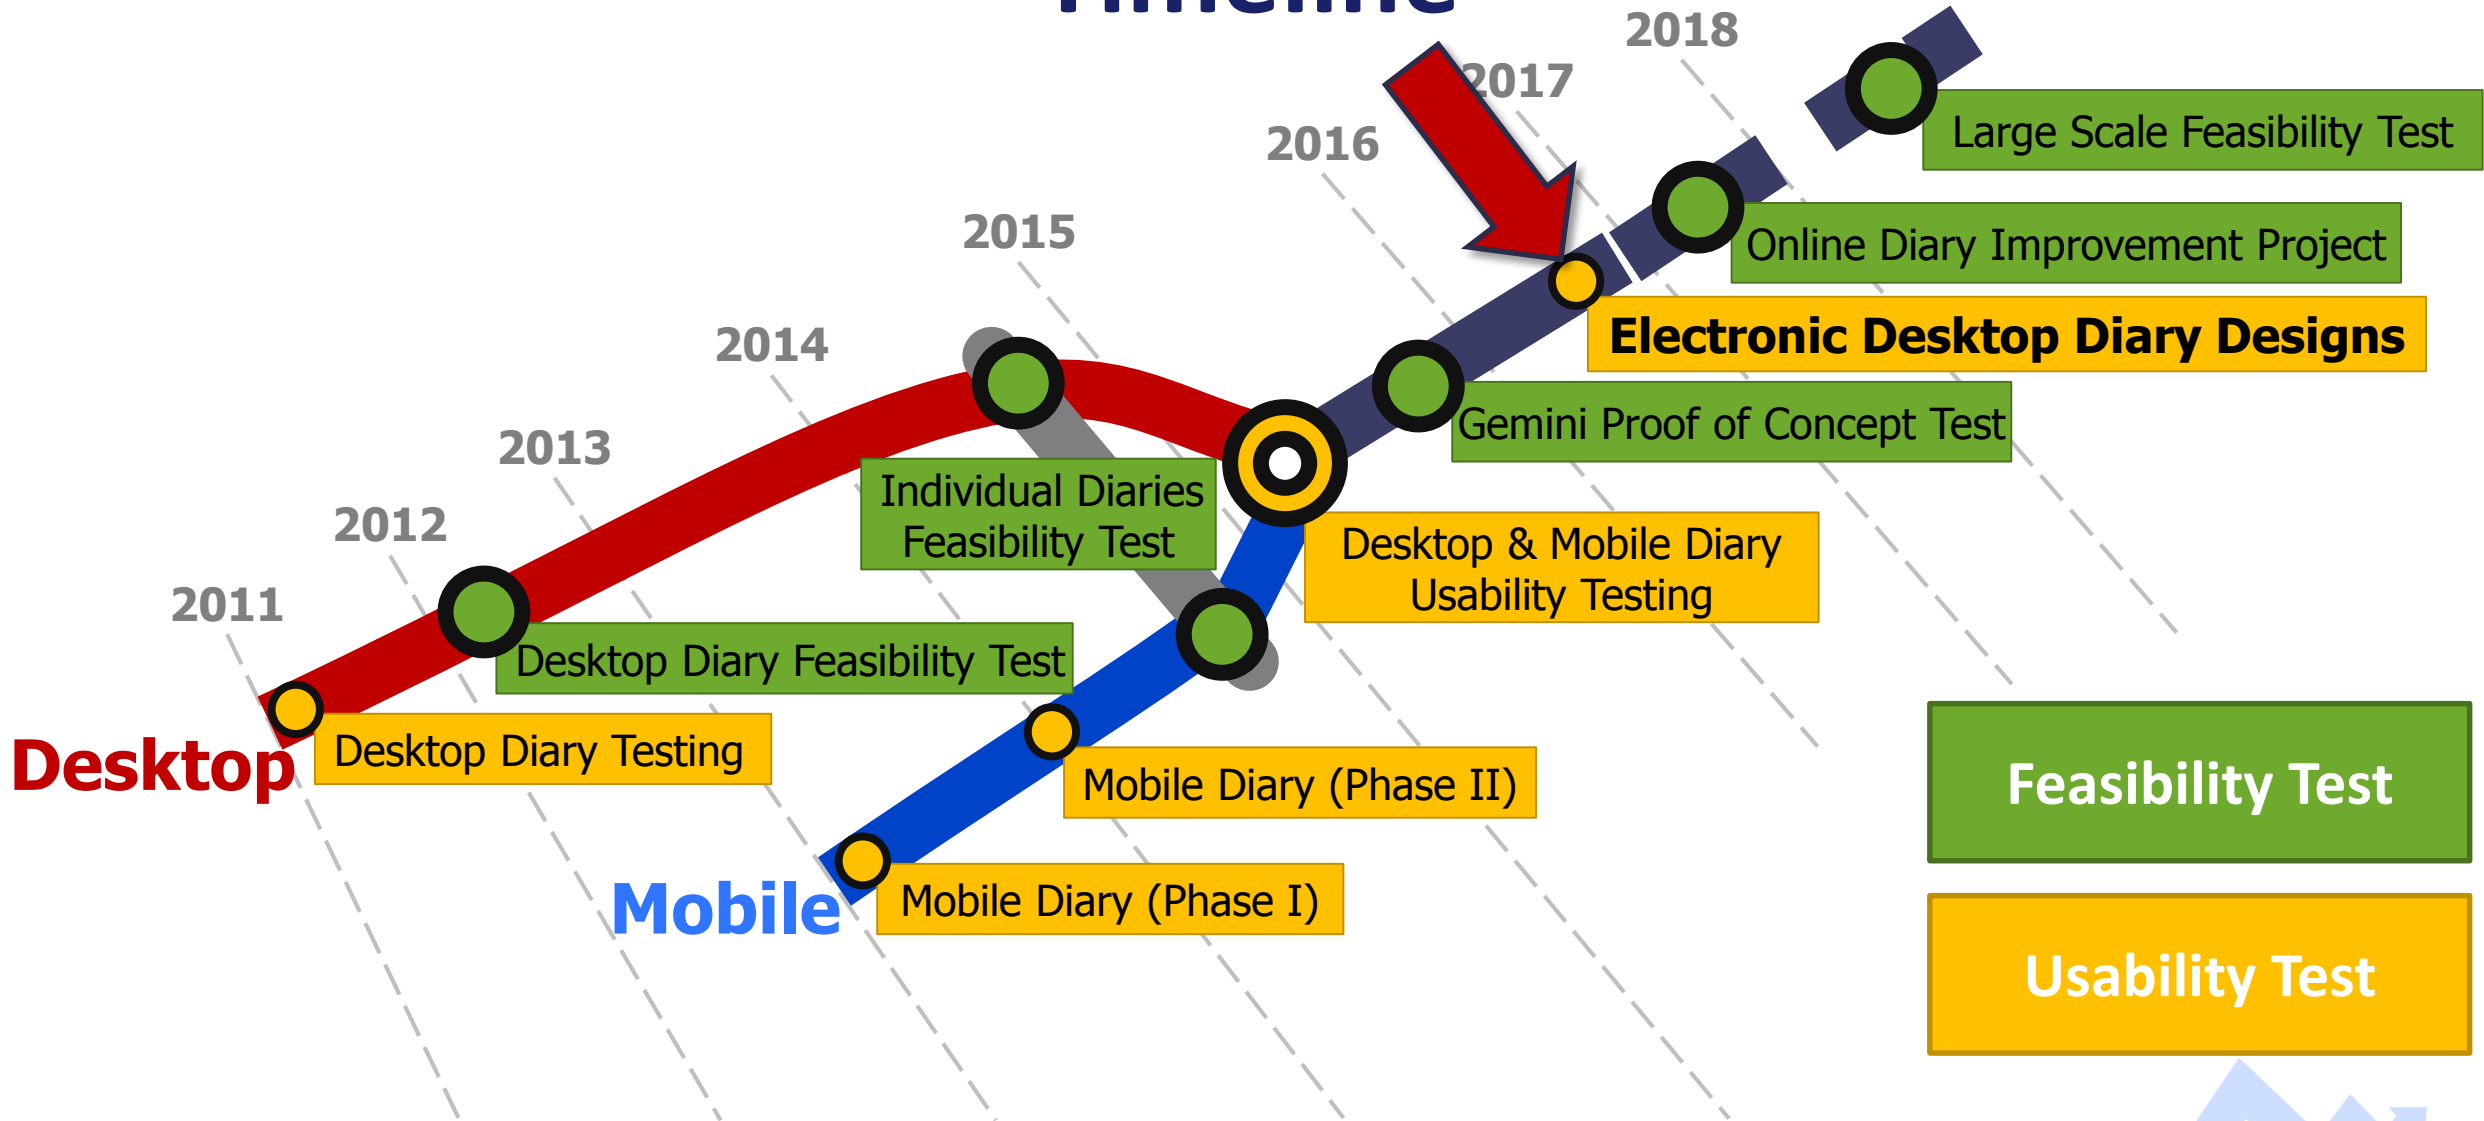 Timeline
2018
2017
2016
2015
2014
2013
2012
2011
Large Scale Feasibility Test
Online Diary Improvement Project
Electronic Desktop Diary Designs
Gemini Proof of Concept Test
Individual Diaries
Feasibility Test
Desktop & Mobile Diary
Usability Testing
Desktop Diary Feasibility Test
Desktop Diary Testing
Desktop
Mobile Diary (Phase II)
Mobile Diary (Phase I)
Mobile
Feasibility Test
Usability Test